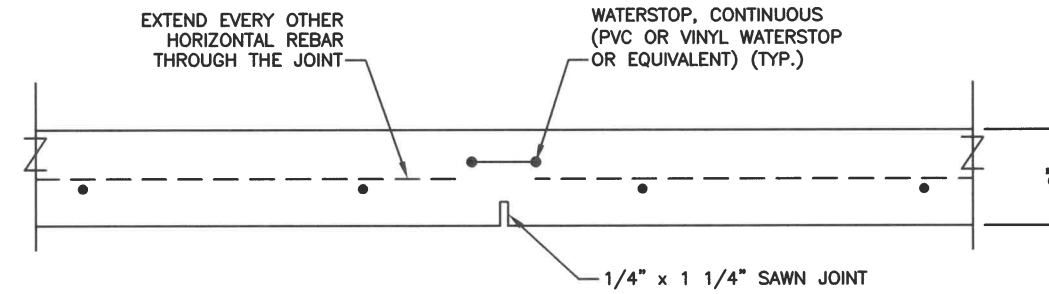 EXTEND EVERY OTHER
HORIZONTAL REBAR
THROUGH THE JOINT
WATERSTOP, CONTINUOUS
(PVC OR VINYL WATERSTOP
OR EQUIVALENT) (TYP.)
1/4" x 1 1/4" SAWN JOINT